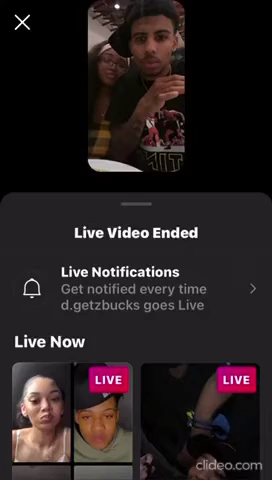 Live Video Ended
Live Notifications
Get notified every time
d.getzbucks goes Live
Live Now
LIVE
LIVE
clideo.com